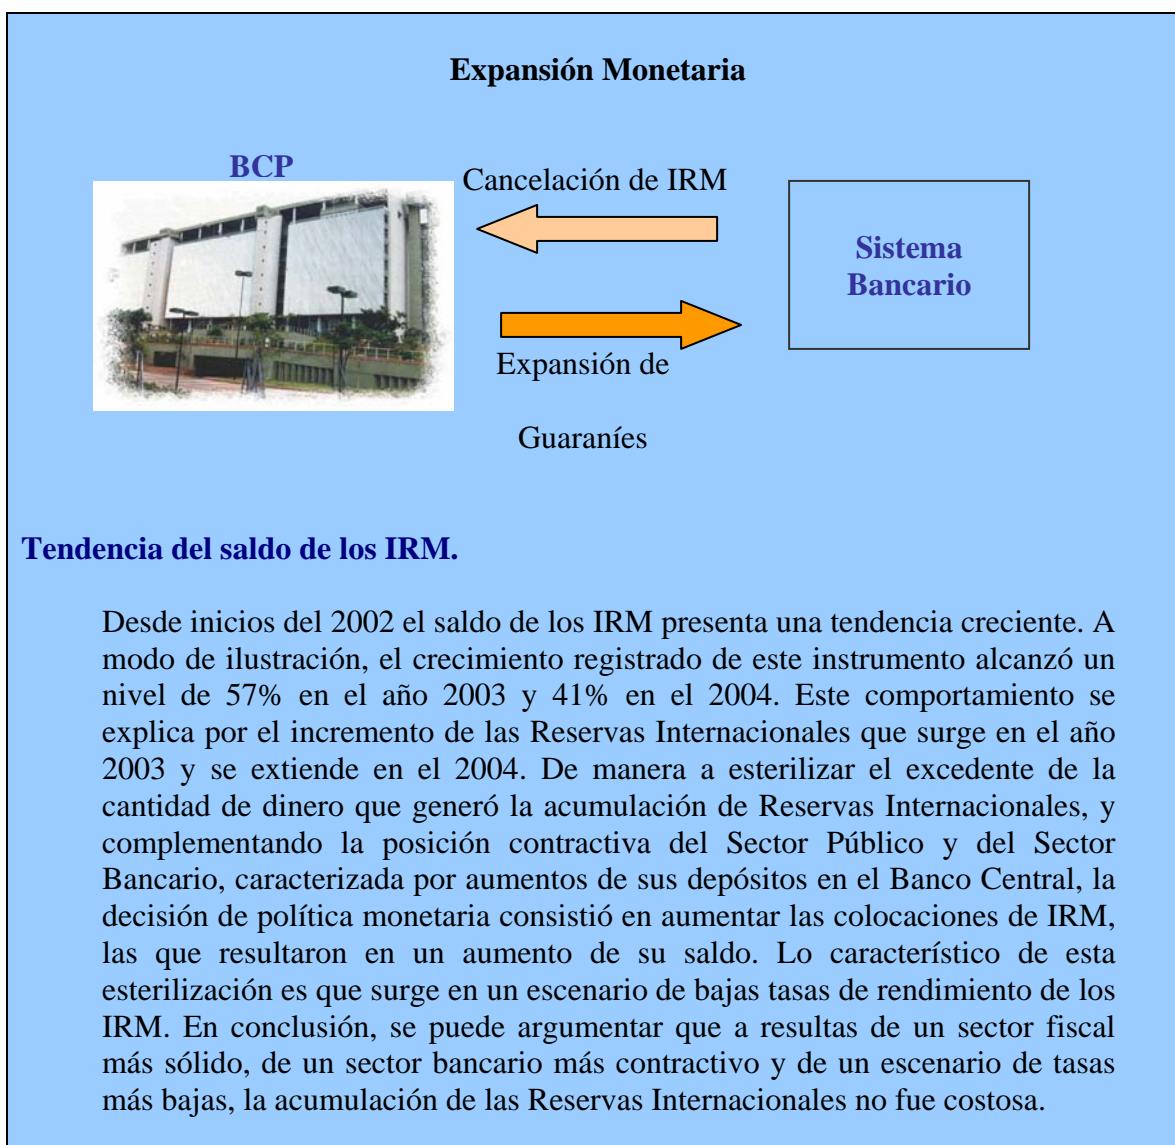 Expansión Monetaria
BCP
Cancelación de IRM
Sistema
Bancario
Expansión de
Guaraníes
Tendencia del saldo de los IRM.
Desde inicios del 2002 el saldo de los IRM presenta una tendencia creciente. A
modo de ilustración, el crecimiento registrado de este instrumento alcanzó un
nivel de 57% en el año 2003 y 41% en el 2004. Este comportamiento se
explica por el incremento de las Reservas Internacionales que surge en el año
2003 y se extiende en el 2004. De manera a esterilizar el excedente de la
cantidad de dinero que generó la acumulación de Reservas Internacionales, y
complementando la posición contractiva del Sector Público y del Sector
Bancario, caracterizada por aumentos de sus depósitos en el Banco Central, la
decisión de política monetaria consistió en aumentar las colocaciones de IRM,
las que resultaron en un aumento de su saldo. Lo característico de esta
esterilización es que surge en un escenario de bajas tasas de rendimiento de los
IRM. En conclusión, se puede argumentar que a resultas de un sector fiscal
más sólido, de un sector bancario más contractivo y de un escenario de tasas
más bajas, la acumulación de las Reservas Internacionales no fue costosa.